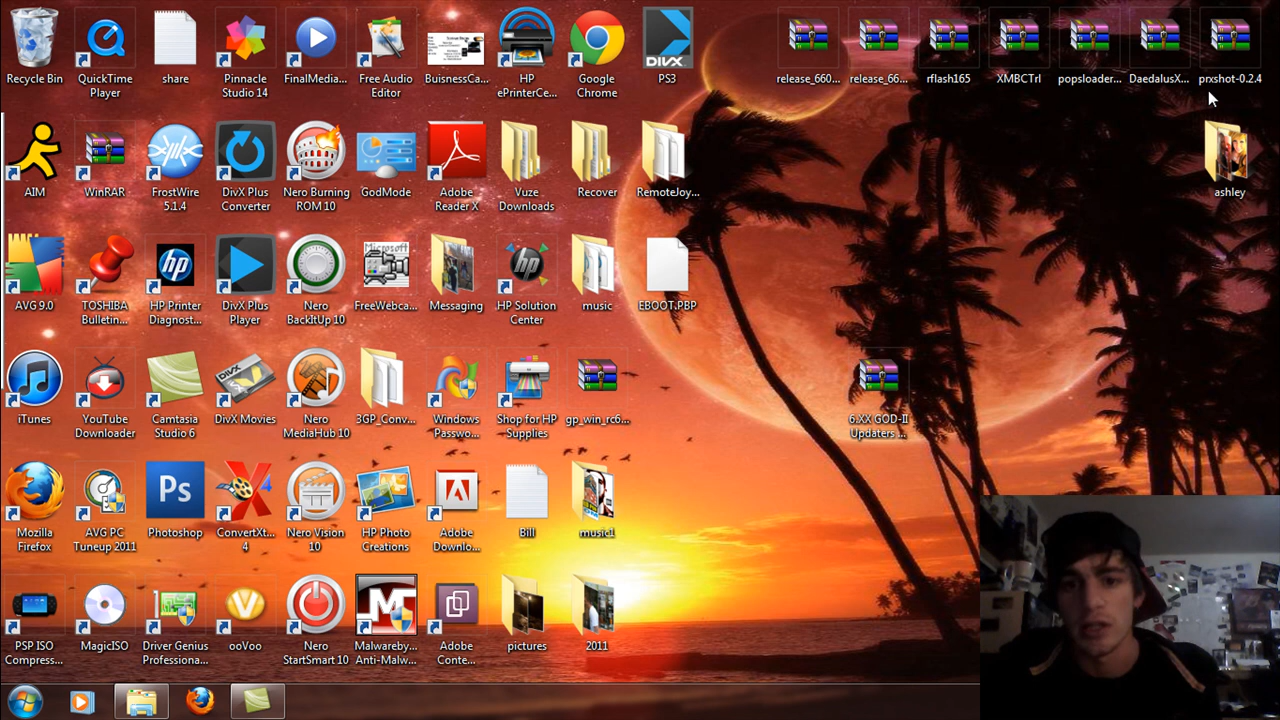 Recycle Bin
QuickTime
Player
share
Pinnacle
Studio 14
FinalMedia...
Free Audio
Editor
BuisnessCa...
HP
ePrinterCe...
Google
Chrome
DIVX
PS3
release_660...
release_66...
rflash165
XMBCTrl
popsloader...
DaedalusX...
prxshot-0.2.4
AIM
WinRAR
FrostWire
5.1.4
DivX Plus
Converter
Nero Burning
ROM 10
GodMode
Adobe
Reader X
Vuze
Downloads
Recover
RemoteJoy...
ashley
AVG 9.0
TOSHIBA
Bulletin...
hp
HP Printer
Diagnost...
DivX Plus
Player
Nero
BackItUp 10
Microsoft
FreeWebca...
Messaging
hp
HP Solution
Center
music
EBOOT.PBP
iTunes
YouTube
Downloader
Camtasia
Studio 6
DIVX
DivX Movies
Nero
MediaHub 10
3GP_Conv...
Windows
Passwo...
Shop for HP
Supplies
gp_win_rc6...
6.XX GOD-II
Updaters ...
Mozilla
Firefox
AVG PC
Tuneup 2011
Ps
Photoshop
ConvertXt...
4
Nero Vision
10
HP Photo
Creations
Adobe
Downlo...
Bill
music1
PSP ISO
Compress...
MagicISO
Driver Genius
Professiona...
ooVoo
Nero
StartSmart 10
Malwareby...
Anti-Malw...
Adobe
Conte...
pictures
2011